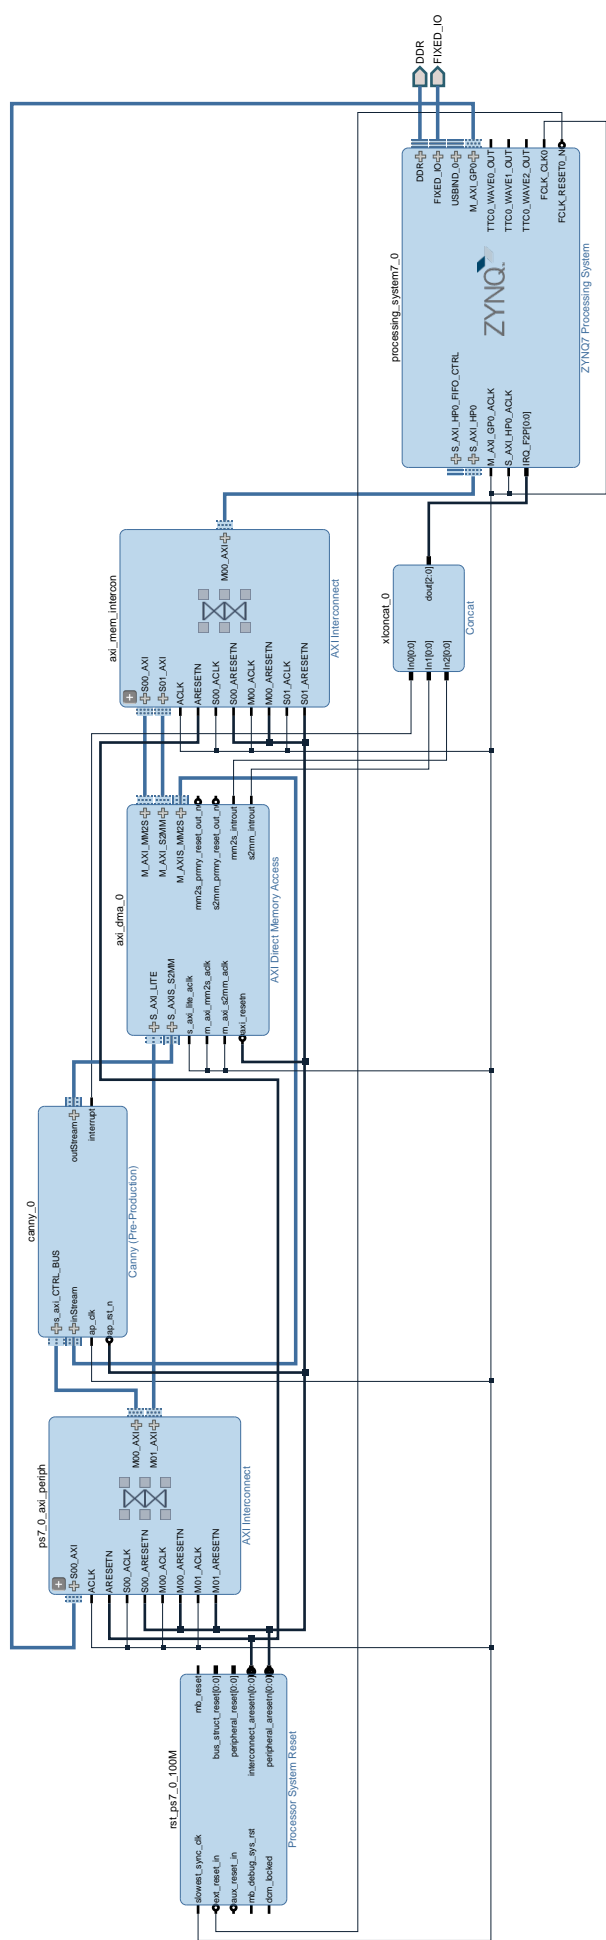 rst_ps7_0_100M
slowest_sync_clk
ext_reset_in
aux_reset_in
mb_debug_sys_rst
dcm_locked
mb_reset
bus_struct_reset[0:0]
peripheral_reset[0:0]
interconnect_aresetn[0:0]
peripheral_aresetn[0:0]
Processor System Reset
ps7_0_axi_periph
S00_AXI
ACLK
ARESETN
S00_ACLK
S00_ARESETN
M00_ACLK
M00_ARESETN
M01_ACLK
M01_ARESETN
M00_AXI
M01_AXI
AXI Interconnect
canny_0
s_axi_CTRL_BUS
inStream
ap_clk
ap_rst_n
outStream
interrupt
Canny (Pre-Production)
axi_dma_0
S_AXI_LITE
S_AXIS_S2MM
s_axi_lite_aclk
m_axi_mm2s_aclk
m_axi_s2mm_aclk
axi_resetn
M_AXI_MM2S
M_AXI_S2MM
M_AXIS_MM2S
mm2s_prmry_reset_out_n
s2mm_prmry_reset_out_n
mm2s_introut
s2mm_introut
AXI Direct Memory Access
axi_mem_intercon
S00_AXI
S01_AXI
ACLK
ARESETN
S00_ACLK
S00_ARESETN
M00_ACLK
M00_ARESETN
S01_ACLK
S01_ARESETN
M00_AXI
AXI Interconnect
xlconcat_0
In0[0:0]
In1[0:0]
In2[0:0]
dout[2:0]
Concat
processing_system7_0
S_AXI_HP0_FIFO_CTRL
S_AXI_HP0
M_AXI_GP0_ACLK
S_AXI_HP0_ACLK
IRQ_F2P[0:0]
ZYNQ
DDR
FIXED_IO
USBIND_0
M_AXI_GP0
TTC0_WAVE0_OUT
TTC0_WAVE1_OUT
TTC0_WAVE2_OUT
FCLK_CLK0
FCLK_RESET0_N
ZYNQ7 Processing System
DDR
FIXED_IO